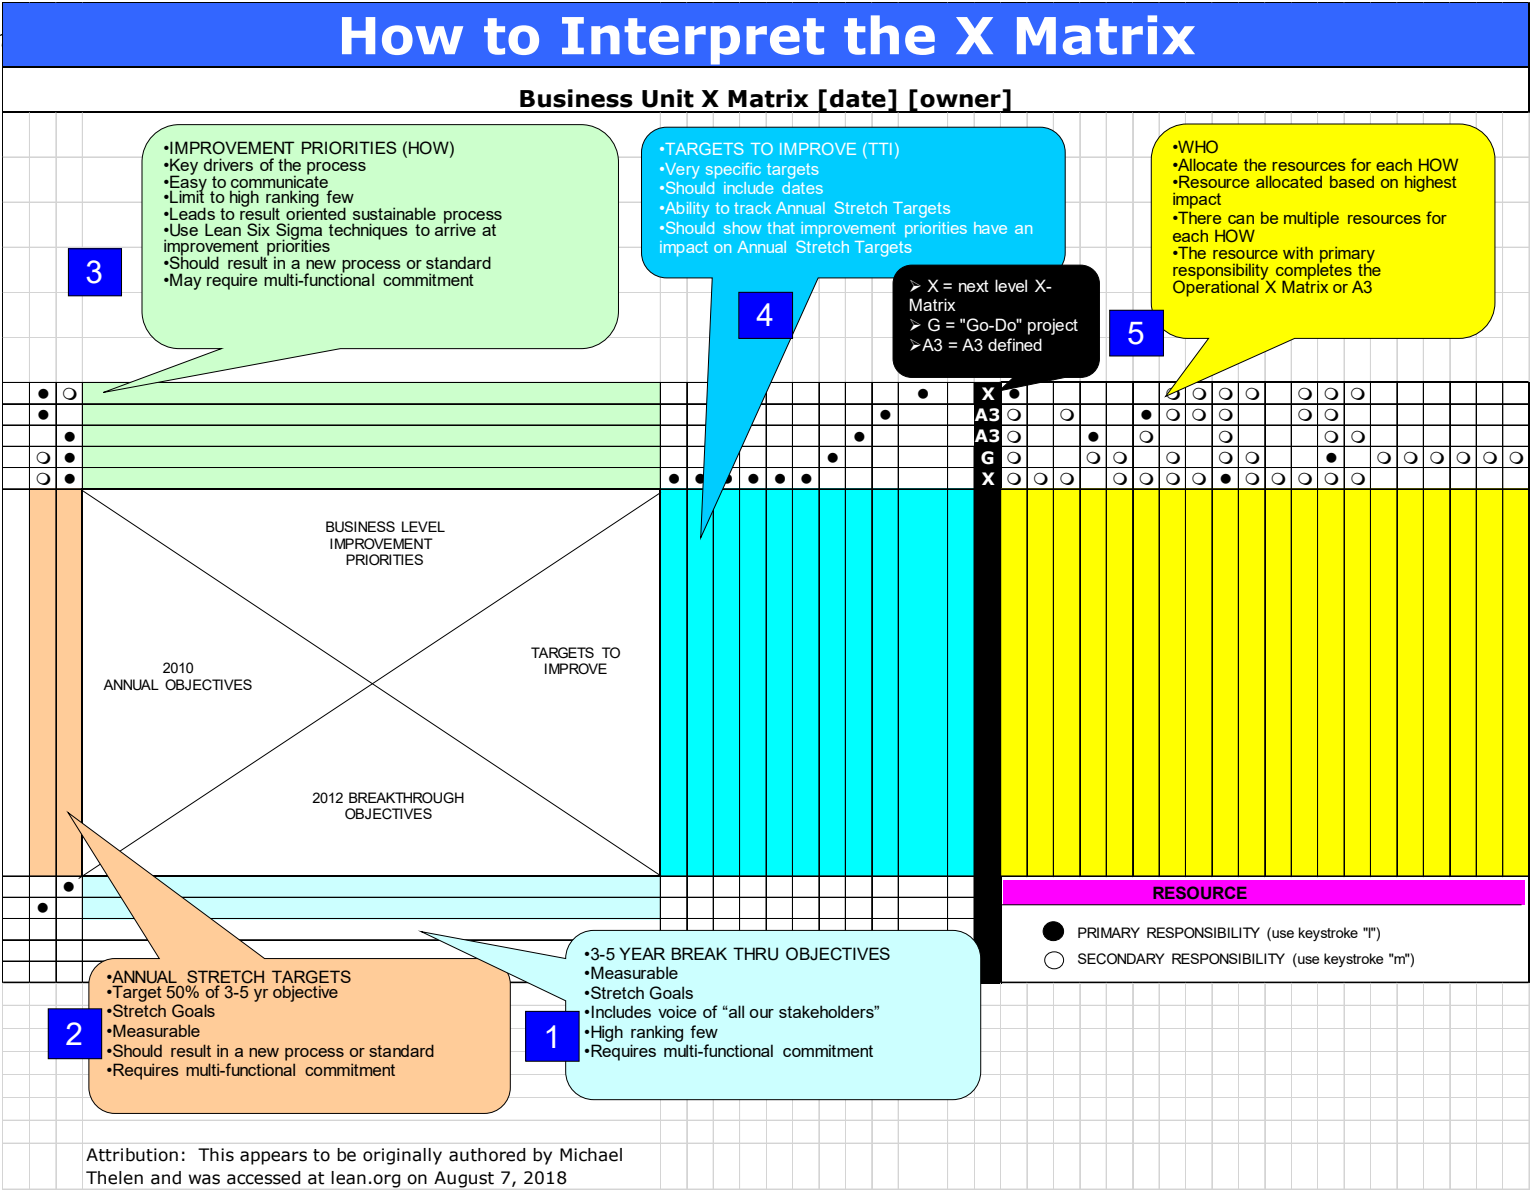 How to Interpret the X Matrix
Business Unit X Matrix [date] [owner]
•IMPROVEMENT PRIORITIES (HOW)
•Key drivers of the process
•Easy to communicate
•Limit to high ranking few
•Leads to result oriented sustainable process
•Use Lean Six Sigma techniques to arrive at
improvement priorities
•Should result in a new process or standard
•May require multi-functional commitment
3
•TARGETS TO IMPROVE (TTI)
•Very specific targets
•Should include dates
•Ability to track Annual Stretch Targets
•Should show that improvement priorities have an
impact on Annual Stretch Targets
4
➢ X = next level X-
Matrix
➢ G = "Go-Do" project
➢A3 = A3 defined
•WHO
•Allocate the resources for each HOW
•Resource allocated based on highest
impact
•There can be multiple resources for
each HOW
•The resource with primary
responsibility completes the
Operational X Matrix or A3
5
X
A3
A3
G
X
BUSINESS LEVEL
IMPROVEMENT
PRIORITIES
2010
ANNUAL OBJECTIVES
TARGETS TO
IMPROVE
2012 BREAKTHROUGH
OBJECTIVES
RESOURCE
PRIMARY RESPONSIBILITY (use keystroke "l")
SECONDARY RESPONSIBILITY (use keystroke "m")
•ANNUAL STRETCH TARGETS
•Target 50% of 3-5 yr objective
•Stretch Goals
•Measurable
•Should result in a new process or standard
•Requires multi-functional commitment
2
•3-5 YEAR BREAK THRU OBJECTIVES
•Measurable
•Stretch Goals
•Includes voice of “all our stakeholders”
•High ranking few
•Requires multi-functional commitment
1
Attribution: This appears to be originally authored by Michael
Thelen and was accessed at lean.org on August 7, 2018